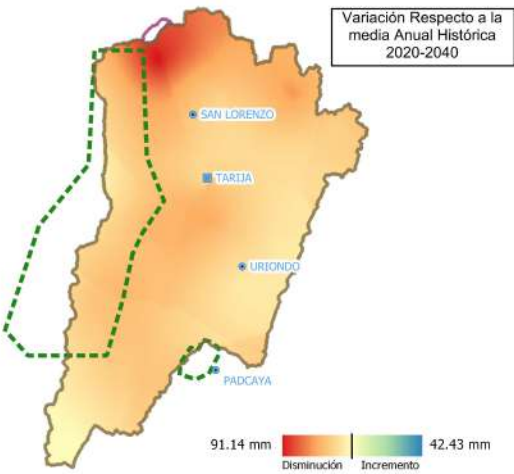 Variación Respecto a la
media Anual Histórica
2020-2040
SAN LORENZO
TARIJA
URIONDO
PADCAYA
91.14 mm
42.43 mm
Disminución
Incremento